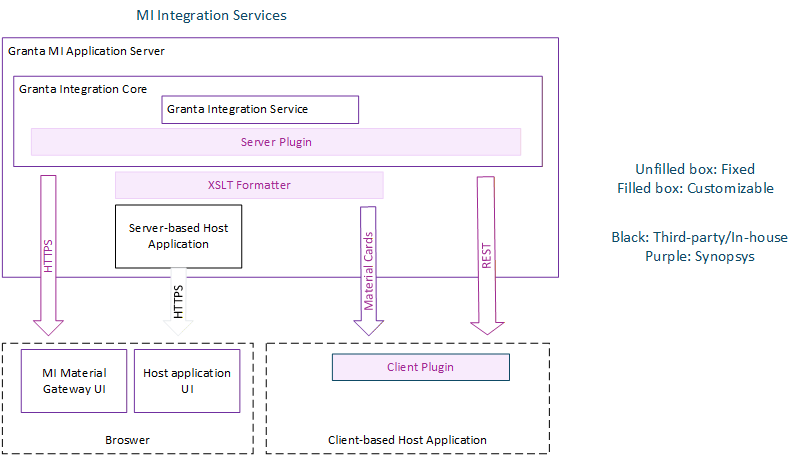 MI Integration Services
Granta MI Application Server
Granta Integration Core
Granta Integration Service
Server Plugin
XSLT Formatter
Server-based Host
Application
HTTPS
HTTPS
Material Cards
REST
MI Material
Gateway UI
Host application
UI
Broswer
Client Plugin
Client-based Host Application
Unfilled box: Fixed
Filled box: Customizable
Black: Third-party/In-house
Purple: Synopsys